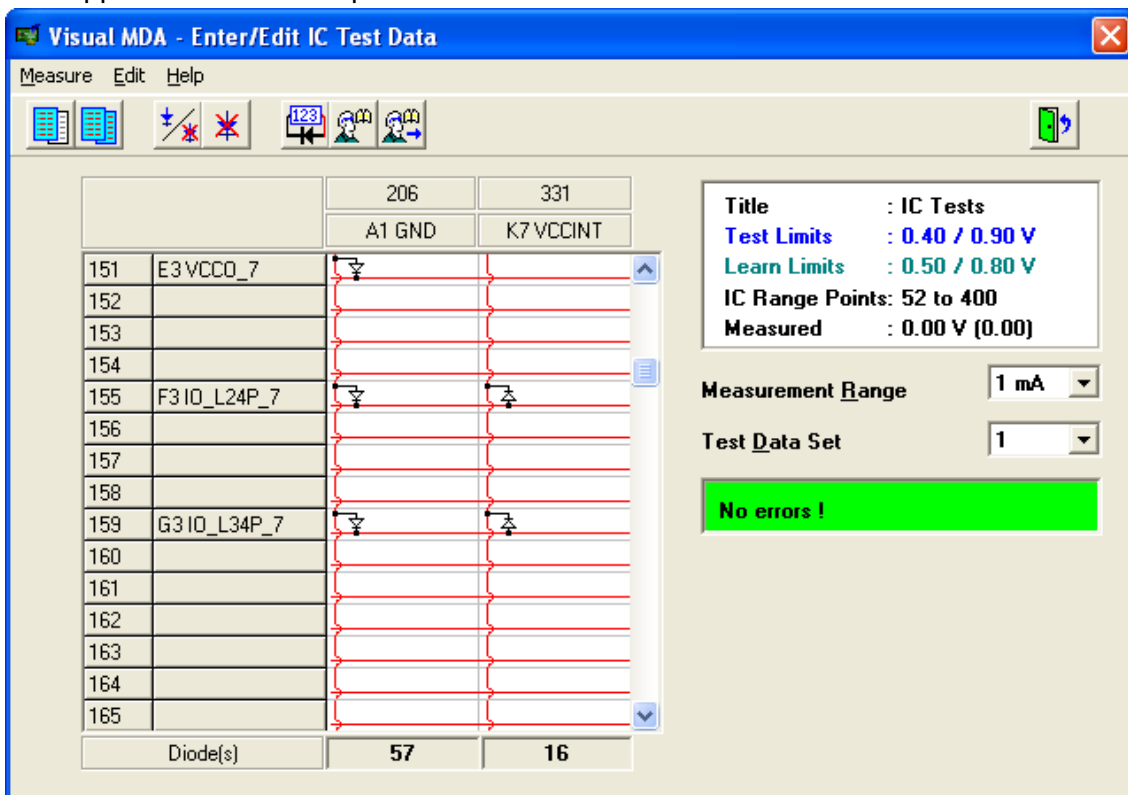 Visual MDA - Enter/Edit IC Test Data
Measure Edit Help
123
206 331
A1 GND K7 VCCINT
151 E3 VCCO_7
152
153
154
155 F3 IO_L24P_7
156
157
158
159 G3 IO_L34P_7
160
161
162
163
164
165
Diode(s) 57 16
Title : IC Tests
Test Limits : 0.40 / 0.90 V
Learn Limits : 0.50 / 0.80 V
IC Range Points: 52 to 400
Measured : 0.00 V (0.00)
Measurement Range 1 mA
Test Data Set 1
No errors !